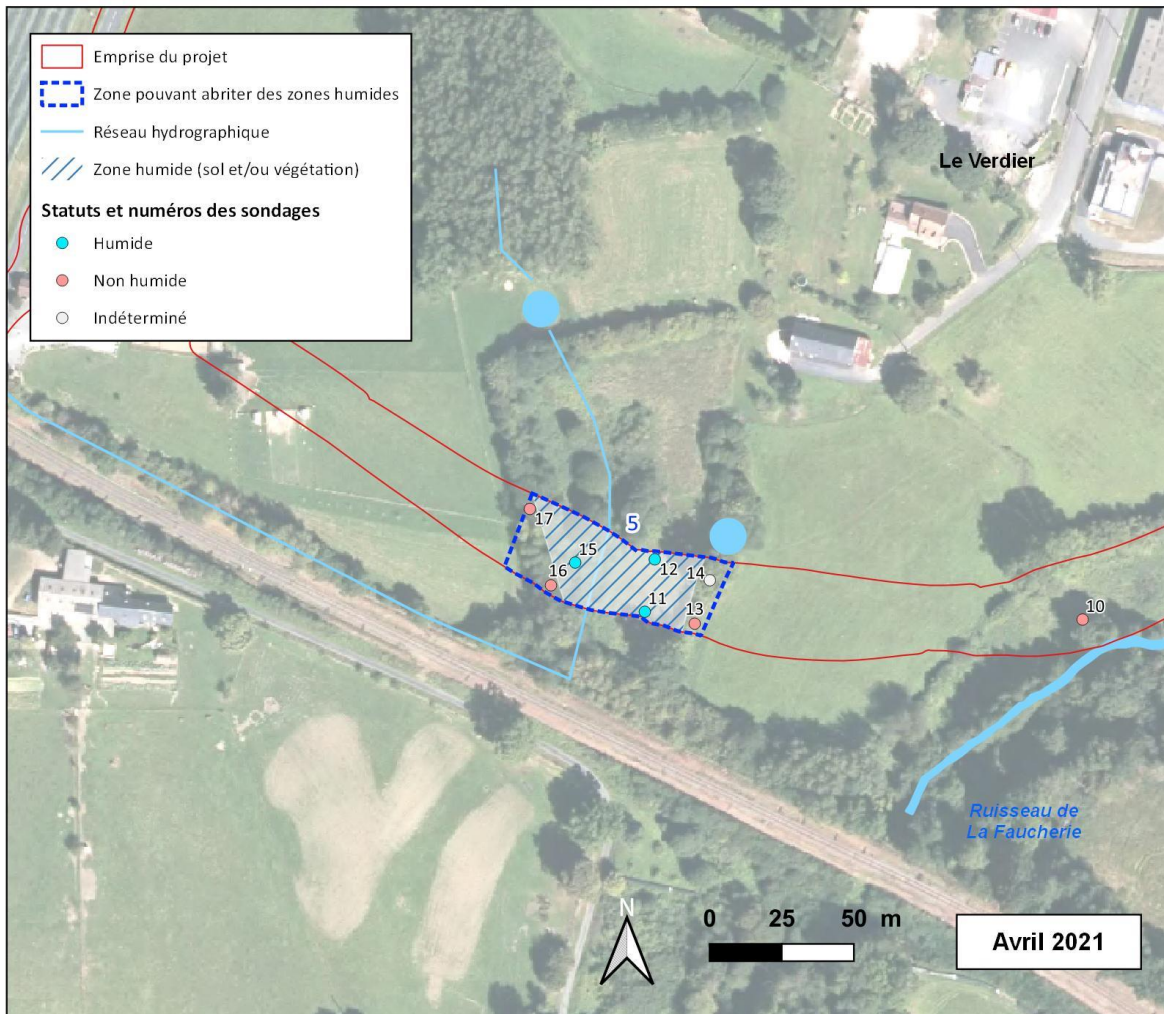 Emprise du projet
Zone pouvant abriter des zones humides
Réseau hydrographique
Zone humide (sol et/ou végétation)
Statuts et numéros des sondages
Humide
Non humide
Indéterminé
Le Verdier
17
5
15
12
16
14
11
13
10
Ruisseau de
La Faucherie
N
0 25 50 m
Avril 2021